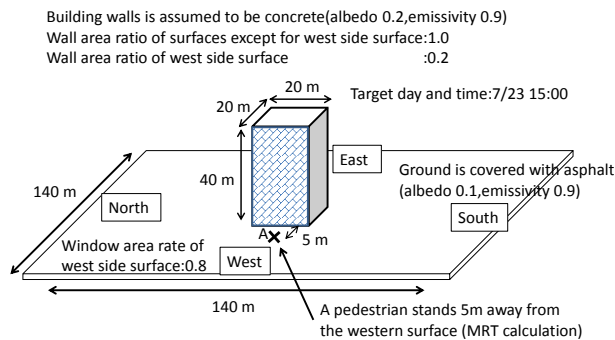 Building walls is assumed to be concrete(albedo 0.2,emissivity 0.9)
Wall area ratio of surfaces except for west side surface:1.0
Wall area ratio of west side surface :0.2
20 m
20 m
Target day and time:7/23 15:00
40 m
East
Ground is covered with asphalt
(albedo 0.1,emissivity 0.9)
140 m
North
South
A
5 m
Window area rate of
west side surface:0.8
West
140 m
A pedestrian stands 5m away from
the western surface (MRT calculation)